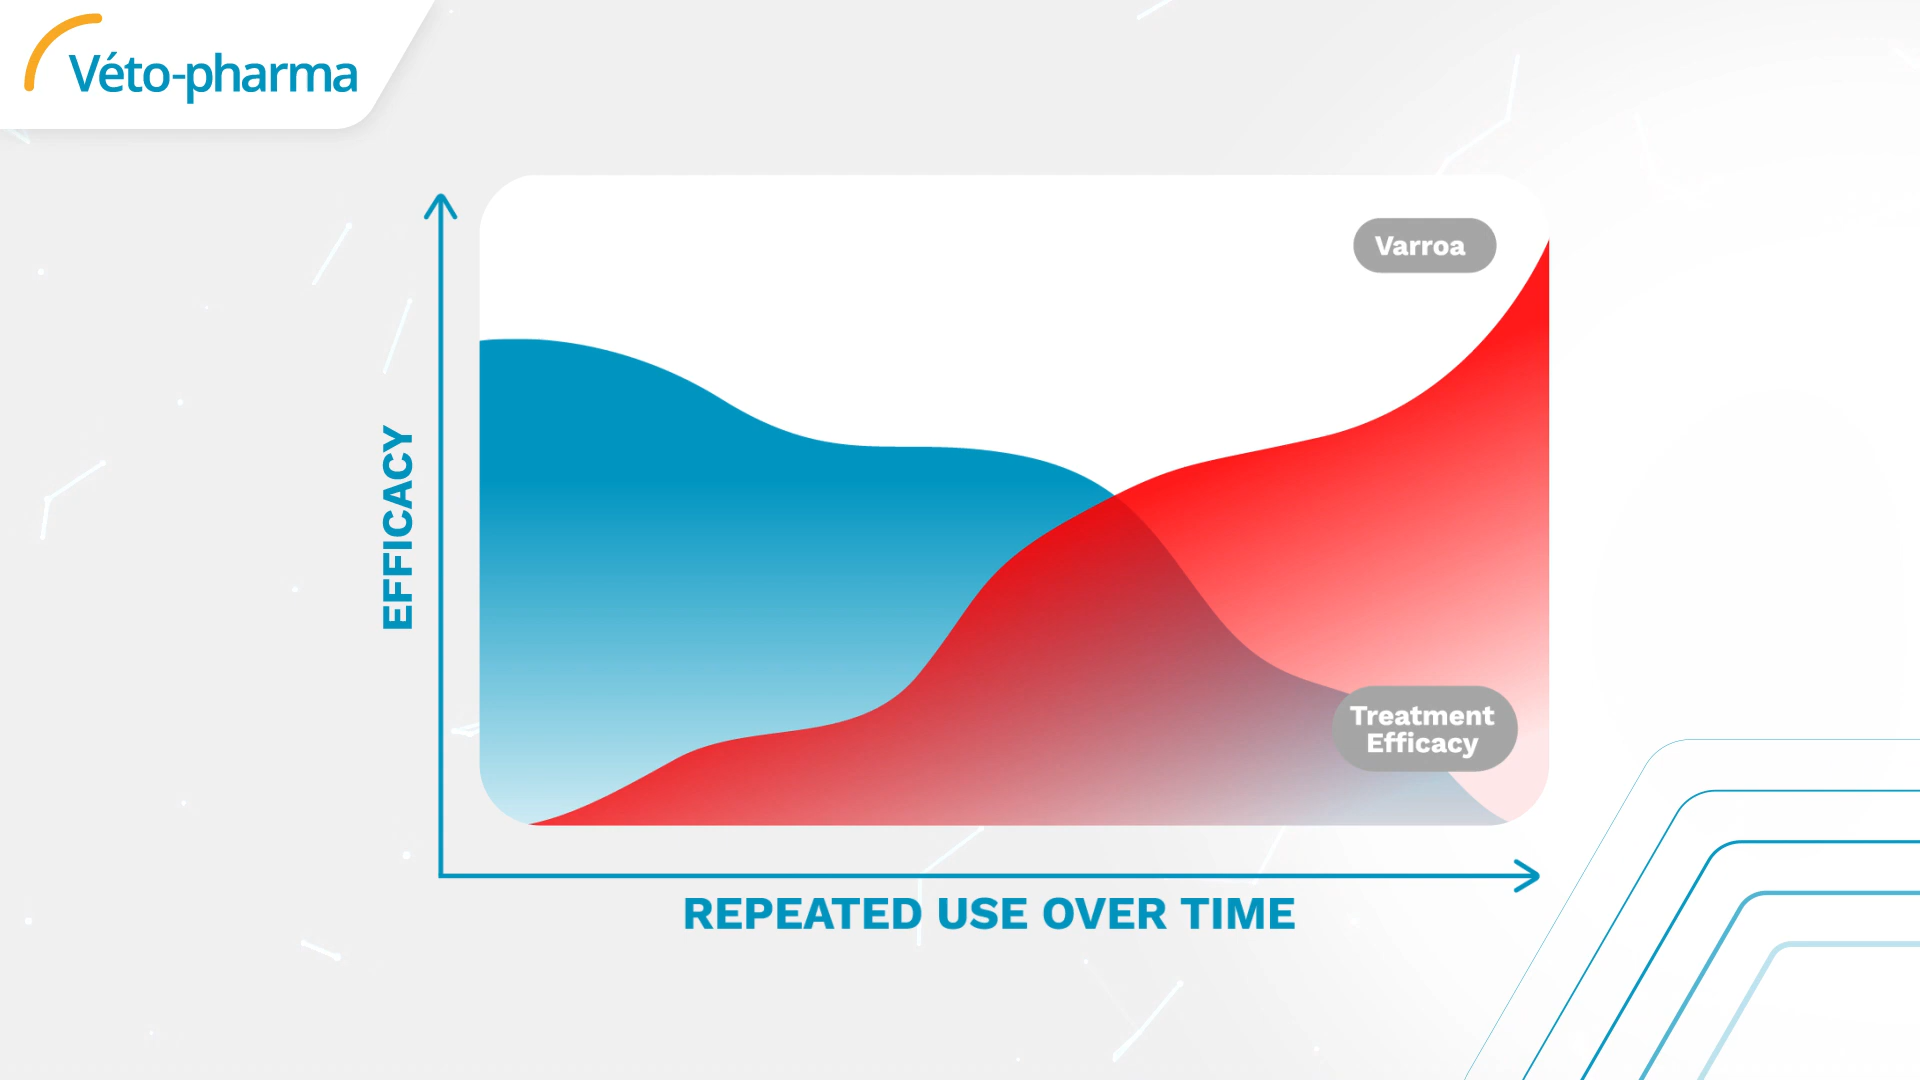 Véto-pharma
Varroa
EFFICACY
Treatment
Efficacy
REPEATED USE OVER TIME